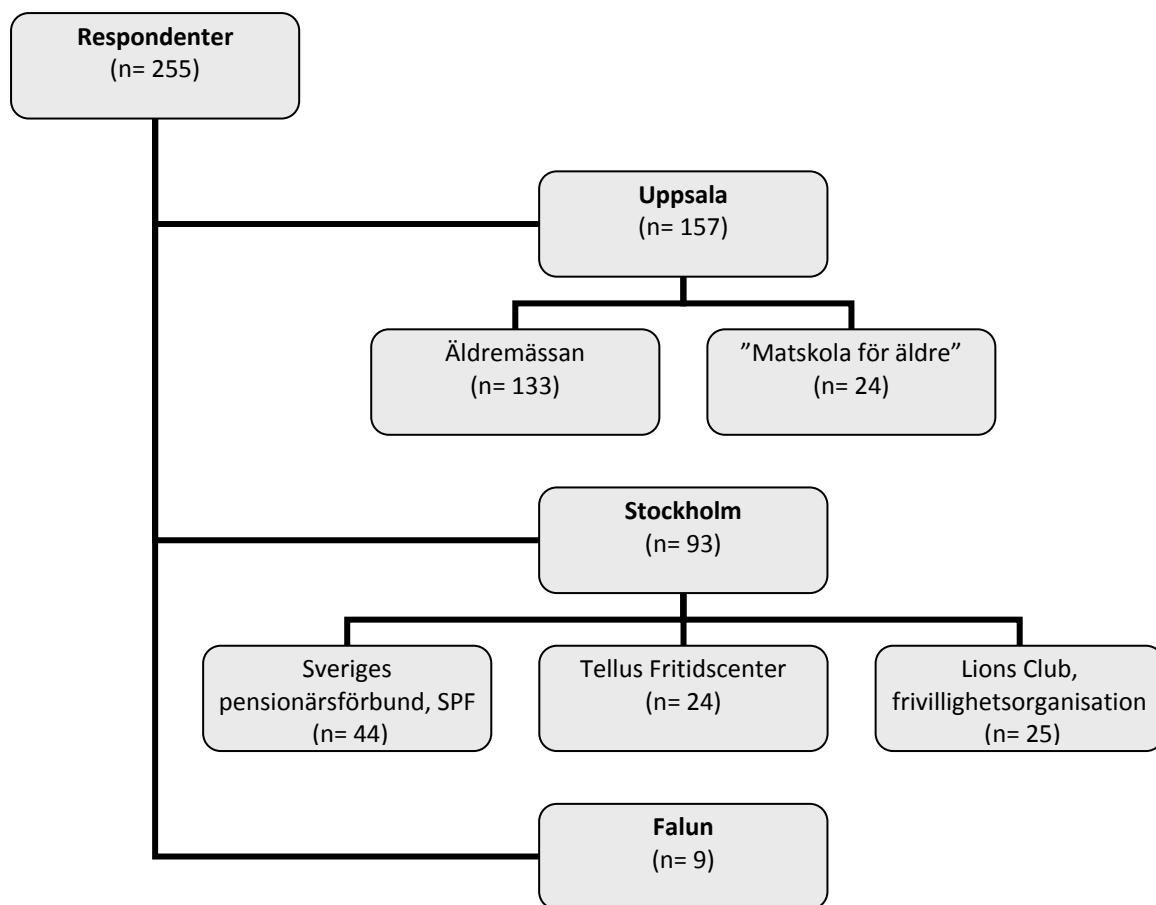 Respondenter
(n= 255)
Uppsala
(n= 157)
Äldremässan
(n= 133)
”Matskola för äldre”
(n= 24)
Stockholm
(n= 93)
Sveriges
pensionärsförbund, SPF
(n= 44)
Tellus Fritidscenter
(n= 24)
Lions Club,
frivillighetsorganisation
(n= 25)
Falun
(n= 9)